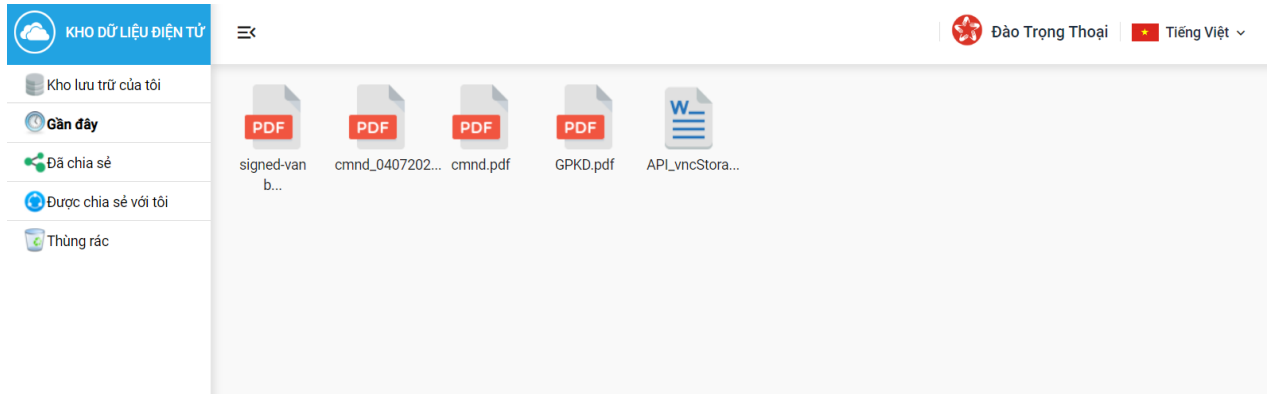 KHO DỮ LIỆU ĐIỆN TỬ
Đào Trọng Thoại
Tiếng Việt
Kho lưu trữ của tôi
Gần đây
Đã chia sẻ
Được chia sẻ với tôi
Thùng rác
PDF PDF PDF PDF W
signed-van cmnd_0407202... cmnd.pdf GPKD.pdf API_vncStora...
b...